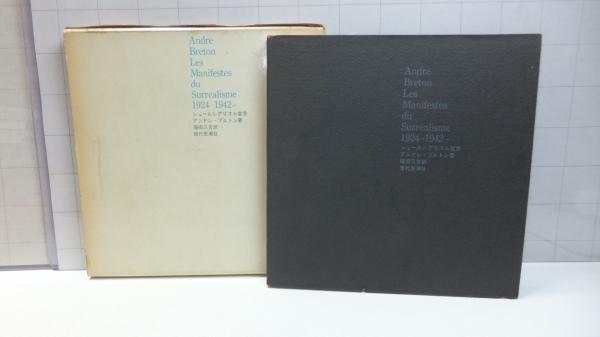 André
Breton
Les
Manifestes
du
Surréalisme
1924-1942-
シュールレアリスム宣言
アンドレ・ブルトン著
稲田三吉訳
現代思潮社
André
Breton
Les
Manifestes
du
Surréalisme
1924-1942-
シュールレアリスム宣言
アンドレ・ブルトン著
稲田三吉訳
現代思潮社